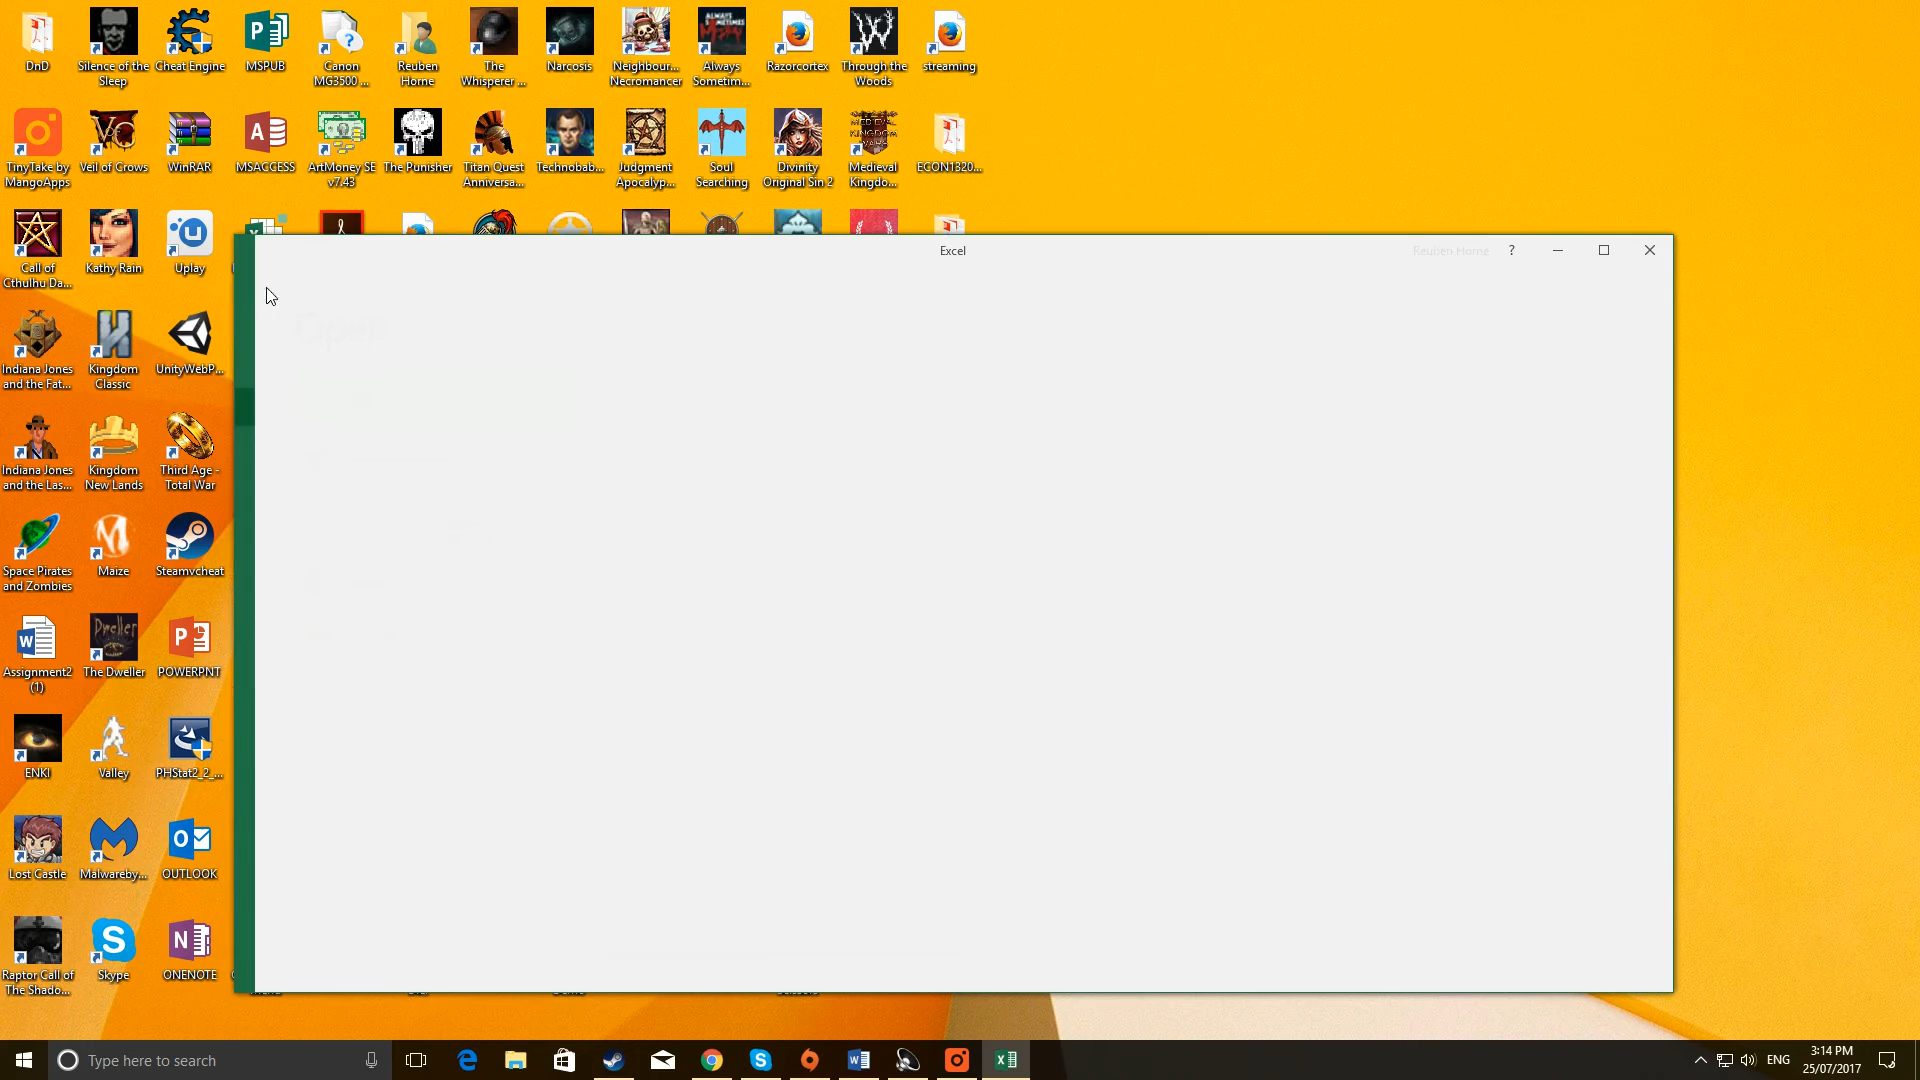 DnD
Silence of the
Sleep
Cheat Engine
MSPUB
Canon
MG3500 ...
Reuben
Horne
The
Whisperer ...
Narcosis
Neighbour...
Necromancer
Always
Sometim...
Razorcortex
Through the
Woods
streaming
TinyTake by
MangoApps
Veil of Crows
WinRAR
MSACCESS
ArtMoney SE
v7.43
The Punisher
Titan Quest
Anniversa...
Technobab...
Judgment
Apocalyp...
Soul
Searching
Divinity
Original Sin 2
Medieval
Kingdo...
ECON1320...
Call of
Cthulhu Da...
Kathy Rain
Uplay
Excel
Reuben Horne
?
Indiana Jones
and the Fat...
Kingdom
Classic
UnityWebP...
Indiana Jones
and the Las...
Kingdom
New Lands
Third Age -
Total War
Space Pirates
and Zombies
Maize
Steamvcheat
Assignment2
(1)
The Dweller
POWERPNT
ENKI
Valley
PHStat2_2_...
Lost Castle
Malwareby...
OUTLOOK
Raptor Call of
The Shado...
Skype
ONENOTE
Type here to search
ENG
3:14 PM
25/07/2017